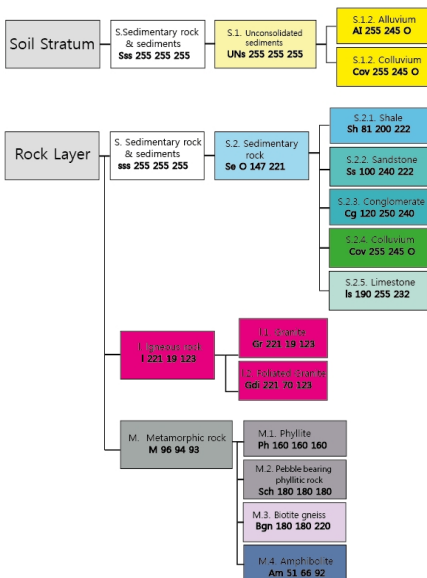 Soil Stratum
S.Sedimentary rock
& sediments
Sss 255 255 255
S.1. Unconsolidated
sediments
UNs 255 255 255
S.1.2. Alluvium
Al 255 245 O
S.1.2. Colluvium
Cov 255 245 O
Rock Layer
S. Sedimentary rock
& sediments
sss 255 255 255
S.2. Sedimentary
rock
Se O 147 221
S.2.1. Shale
Sh 81 200 222
S.2.2. Sandstone
Ss 100 240 222
S.2.3. Conglomerate
Cg 120 250 240
S.2.4. Colluvium
Cov 255 245 O
S.2.5. Limestone
ls 190 255 232
I. Igneous rock
I 221 19 123
I.1. Granite
Gr 221 19 123
I.2. Foliated Granite
Gdi 221 70 123
M. Metamorphic rock
M 96 94 93
M.1. Phyllite
Ph 160 160 160
M.2. Pebble bearing
phyllitic rock
Sch 180 180 180
M.3. Biotite gneiss
Bgn 180 180 220
M.4. Amphibolite
Am 51 66 92